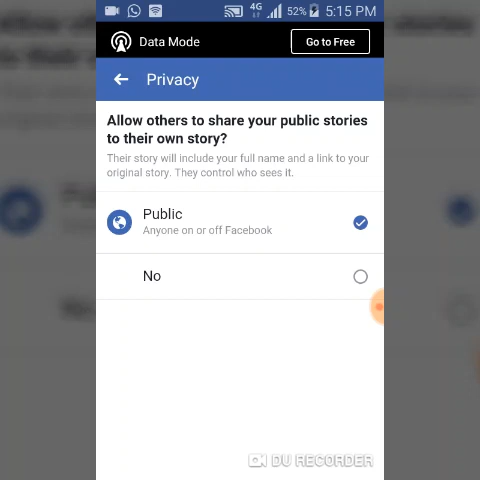 4G 52% 5:15 PM
Data Mode
Go to Free
Privacy
Allow others to share your public stories
to their own story?
Their story will include your full name and a link to your
original story. They control who sees it.
Public
Anyone on or off Facebook
No
DU RECORDER